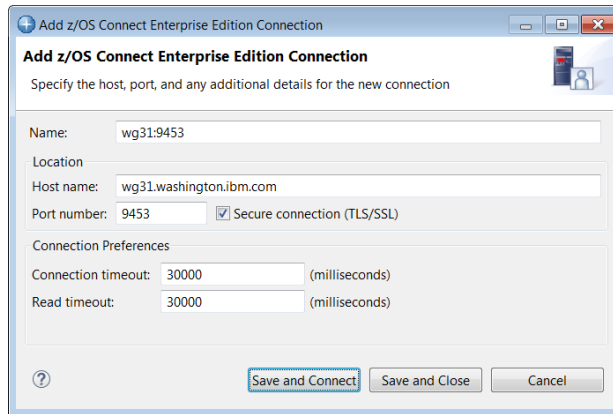 Add z/OS Connect Enterprise Edition Connection
Add z/OS Connect Enterprise Edition Connection
Specify the host, port, and any additional details for the new connection
Name: wg31:9453
Location
Host name: wg31.washington.ibm.com
Port number: 9453 Secure connection (TLS/SSL)
Connection Preferences
Connection timeout: 30000 (milliseconds)
Read timeout: 30000 (milliseconds)
? Save and Connect Save and Close Cancel